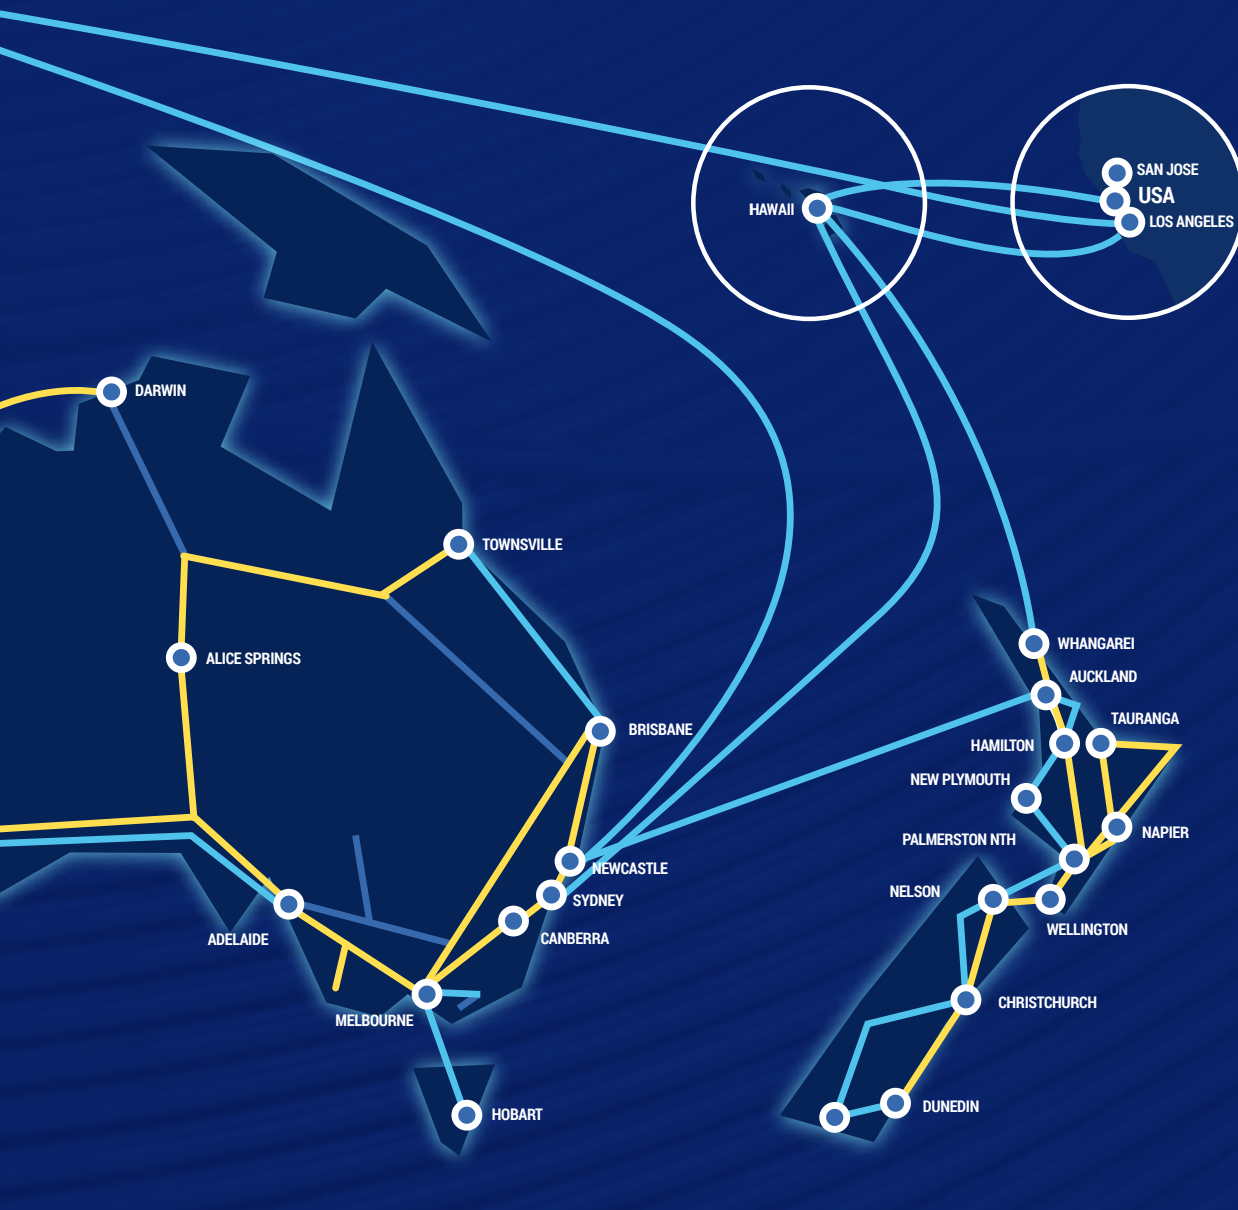 SAN JOSE
USA
HAWAII
LOS ANGELES
DARWIN
TOWNSVILLE
WHANGAREI
ALICE SPRINGS
AUCKLAND
TAURANGA
BRISBANE
HAMILTON
NEW PLYMOUTH
NAPIER
PALMERSTON NTH
NEWCASTLE
NELSON
SYDNEY
WELLINGTON
ADELAIDE
CANBERRA
CHRISTCHURCH
MELBOURNE
DUNEDIN
HOBART